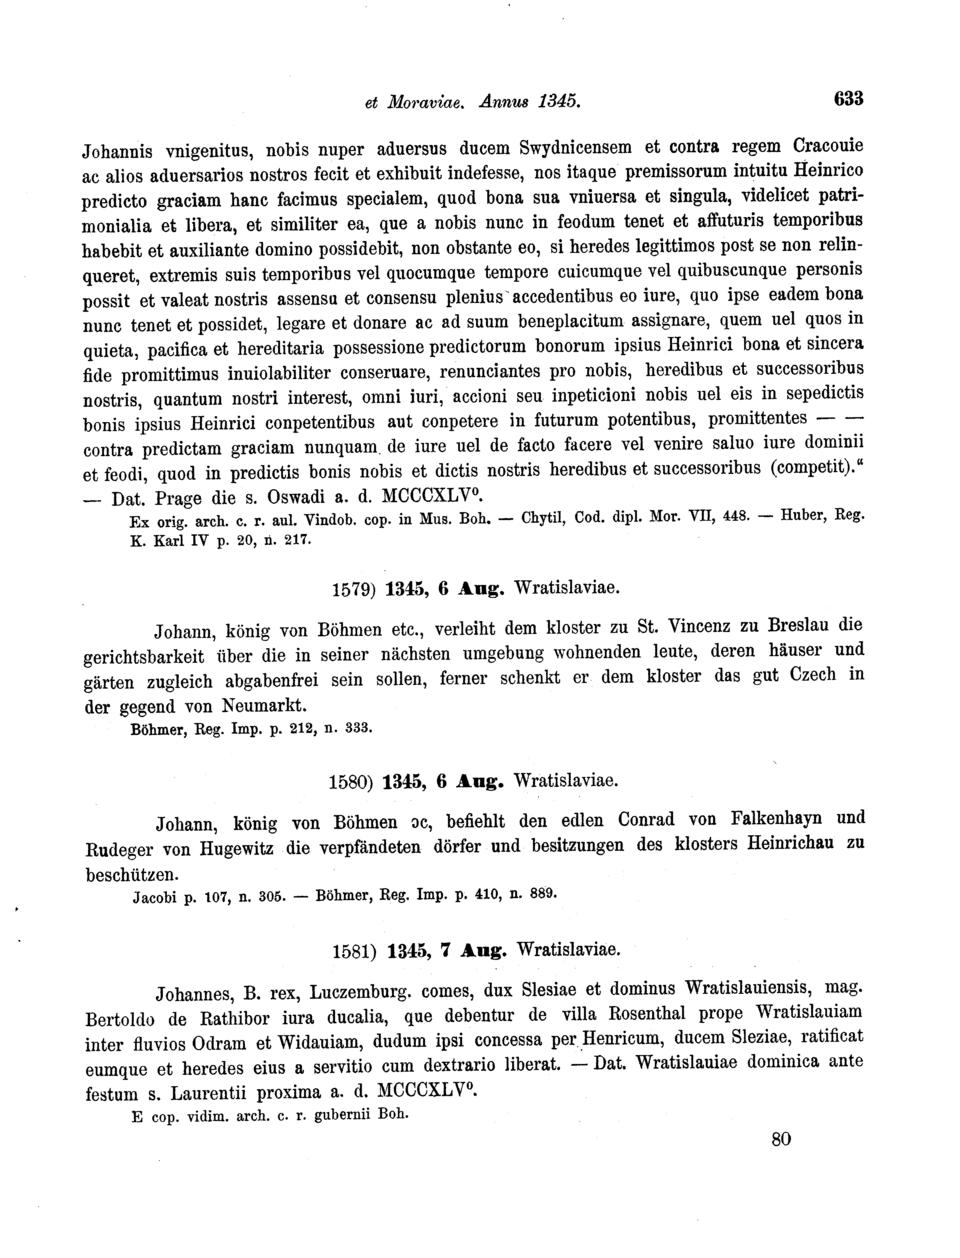 et Moraviae. Annus 1345. 633
Johannis vnigenitus, nobis nuper aduersus ducem Swydnicensem et contra regem Cracouie
ac alios aduersarios nostros fecit et exhibuit indefesse, nos itaque premissorum intuitu Heinrico
predicto graciam hanc facimus specialem, quod bona sua vniuersa et singula, videlicet patri-
monialia et libera, et similiter ea, que a nobis nunc in feodum tenet et affuturis temporibus
habebit et auxiliante domino possidebit, non obstante eo, si heredes legittimos post se non relin-
queret, extremis suis temporibus vel quocumque tempore cuicumque vel quibuscunque personis
possit et valeat nostris assensu et consensu plenius accedentibus eo iure, quo ipse eadem bona
nunc tenet et possidet, legare et donare ac ad suum beneplacitum assignare, quem uel quos in
quieta, pacifica et hereditaria possessione predictorum bonorum ipsius Heinrici bona et sincera
fide promittimus inuiolabiliter conseruare, renunciantes pro nobis, heredibus et successoribus
nostris, quantum nostri interest, omni iuri, accioni seu inpeticioni nobis uel eis in sepedictis
bonis ipsius Heinrici conpetentibus aut conpetere in futurum potentibus, promittentes — —
contra predictam graciam nunquam de iure uel de facto facere vel venire saluo iure dominii
et feodi, quod in predictis bonis nobis et dictis nostris heredibus et successoribus (competit).“
— Dat. Prage die s. Oswadi a. d. MCCCXLV⁰.
Ex orig. arch. c. r. aul. Vindob. cop. in Mus. Boh. — Chytil, Cod. dipl. Mor. VII, 448. — Huber, Reg.
K. Karl IV p. 20, n. 217.
1579) 1345, 6 Aug. Wratislaviae.
Johann, könig von Böhmen etc., verleiht dem kloster zu St. Vincenz zu Breslau die
gerichtsbarkeit über die in seiner nächsten umgebung wohnenden leute, deren häuser und
gärten zugleich abgabenfrei sein sollen, ferner schenkt er dem kloster das gut Czech in
der gegend von Neumarkt.
Böhmer, Reg. Imp. p. 212, n. 333.
1580) 1345, 6 Aug. Wratislaviae.
Johann, könig von Böhmen ɔc, befiehlt den edlen Conrad von Falkenhayn und
Rudeger von Hugewitz die verpfändeten dörfer und besitzungen des klosters Heinrichau zu
beschützen.
Jacobi p. 107, n. 305. — Böhmer, Reg. Imp. p. 410, n. 889.
1581) 1345, 7 Aug. Wratislaviae.
Johannes, B. rex, Luczemburg. comes, dux Slesiae et dominus Wratislauiensis, mag.
Bertoldo de Rathibor iura ducalia, que debentur de villa Rosenthal prope Wratislauiam
inter fluvios Odram et Widauiam, dudum ipsi concessa per Henricum, ducem Sleziae, ratificat
eumque et heredes eius a servitio cum dextrario liberat. — Dat. Wratislauiae dominica ante
festum s. Laurentii proxima a. d. MCCCXLV⁰.
E cop. vidim. arch. c. r. gubernii Boh.
80